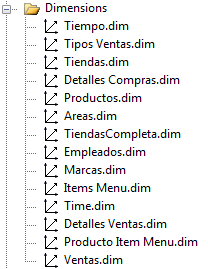 Dimensions
Tiempo.dim
Tipos Ventas.dim
Tiendas.dim
Detalles Compras.dim
Productos.dim
Areas.dim
TiendasCompleta.dim
Empleados.dim
Marcas.dim
Items Menu.dim
Time.dim
Detalles Ventas.dim
Producto Item Menu.dim
Ventas.dim